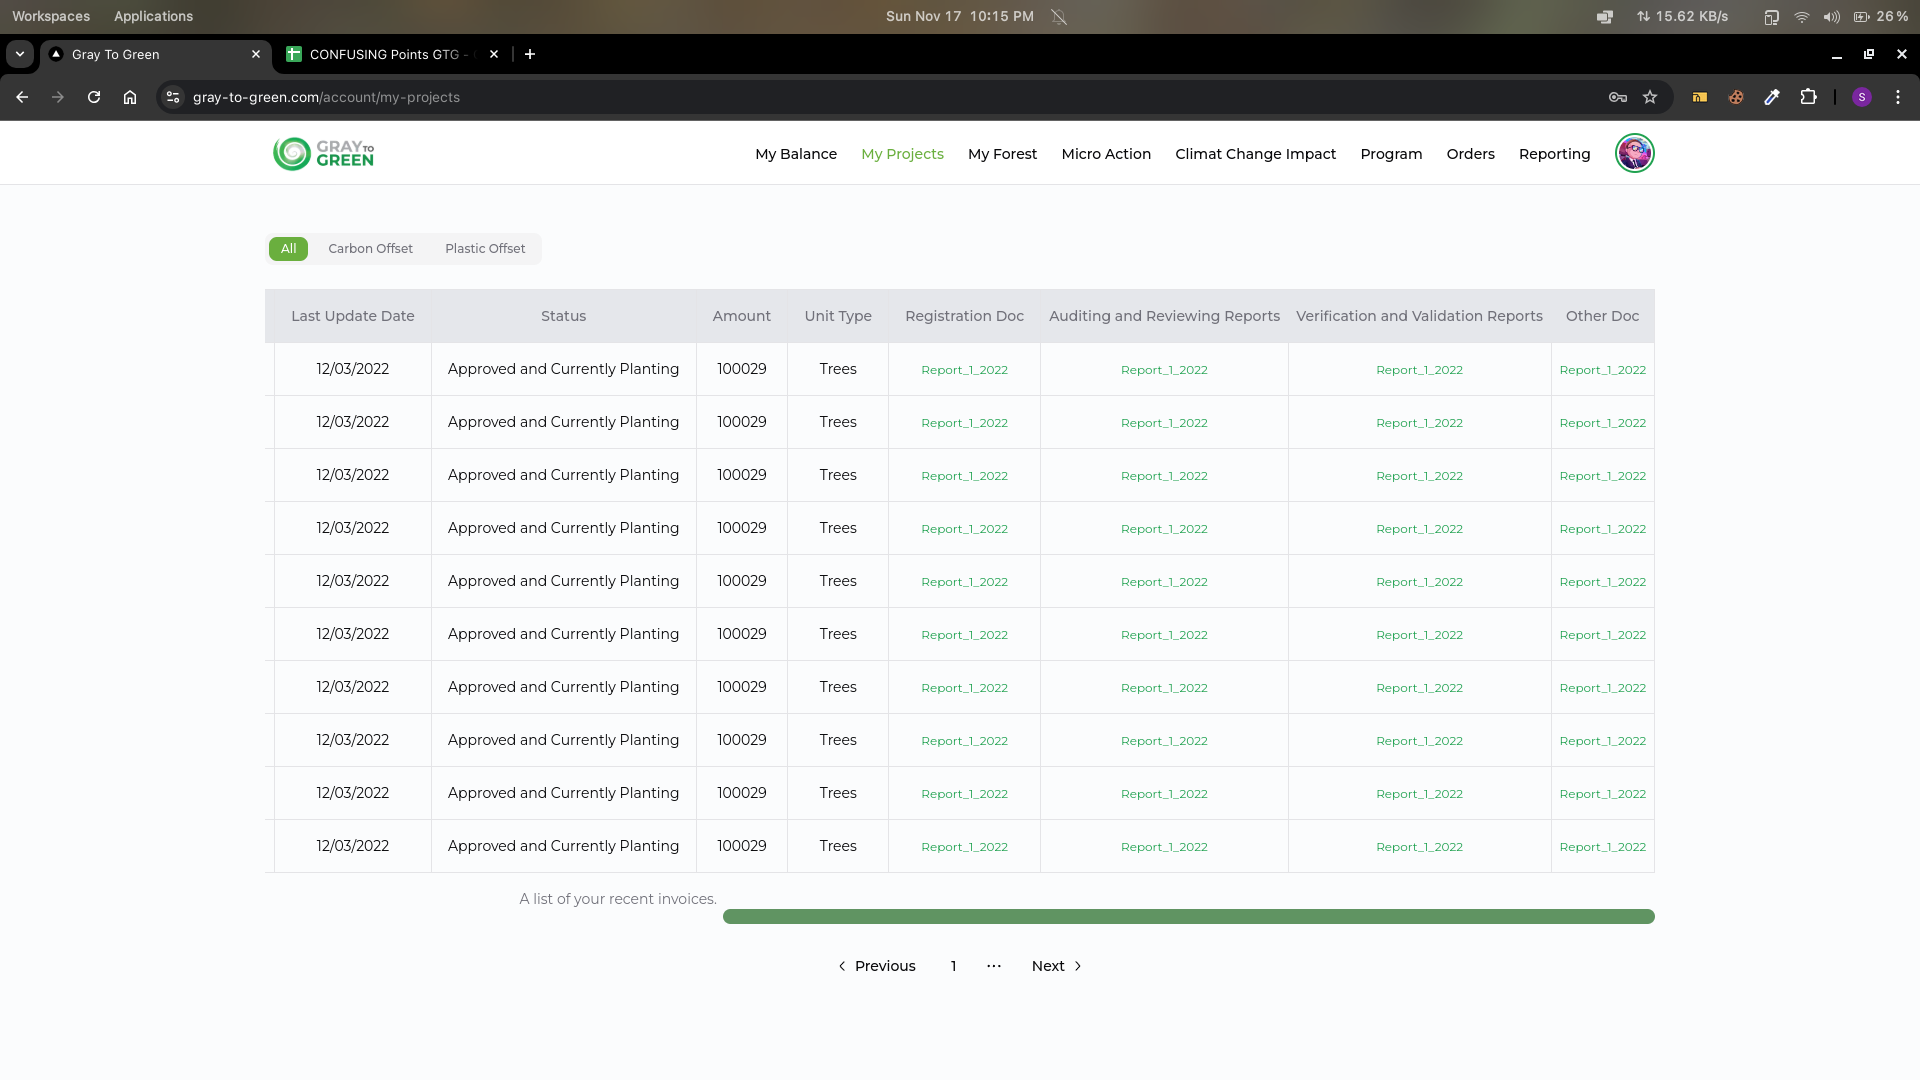 Workspaces Applications Sun Nov 17 10:15 PM 15.62 KB/s 26%
Gray To Green CONFUSING Points GTG -
gray-to-green.com/account/my-projects S
GRAY TO GREEN My Balance My Projects My Forest Micro Action Climat Change Impact Program Orders Reporting
All Carbon Offset Plastic Offset
Last Update Date Status Amount Unit Type Registration Doc Auditing and Reviewing Reports Verification and Validation Reports Other Doc
12/03/2022 Approved and Currently Planting 100029 Trees Report_1_2022 Report_1_2022 Report_1_2022 Report_1_2022
12/03/2022 Approved and Currently Planting 100029 Trees Report_1_2022 Report_1_2022 Report_1_2022 Report_1_2022
12/03/2022 Approved and Currently Planting 100029 Trees Report_1_2022 Report_1_2022 Report_1_2022 Report_1_2022
12/03/2022 Approved and Currently Planting 100029 Trees Report_1_2022 Report_1_2022 Report_1_2022 Report_1_2022
12/03/2022 Approved and Currently Planting 100029 Trees Report_1_2022 Report_1_2022 Report_1_2022 Report_1_2022
12/03/2022 Approved and Currently Planting 100029 Trees Report_1_2022 Report_1_2022 Report_1_2022 Report_1_2022
12/03/2022 Approved and Currently Planting 100029 Trees Report_1_2022 Report_1_2022 Report_1_2022 Report_1_2022
12/03/2022 Approved and Currently Planting 100029 Trees Report_1_2022 Report_1_2022 Report_1_2022 Report_1_2022
12/03/2022 Approved and Currently Planting 100029 Trees Report_1_2022 Report_1_2022 Report_1_2022 Report_1_2022
12/03/2022 Approved and Currently Planting 100029 Trees Report_1_2022 Report_1_2022 Report_1_2022 Report_1_2022
A list of your recent invoices.
Previous 1 ... Next